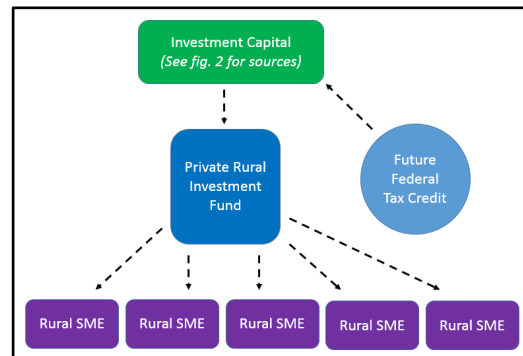 Investment Capital
(See fig. 2 for sources)
Private Rural
Investment
Fund
Future
Federal
Tax Credit
Rural SME
Rural SME
Rural SME
Rural SME
Rural SME